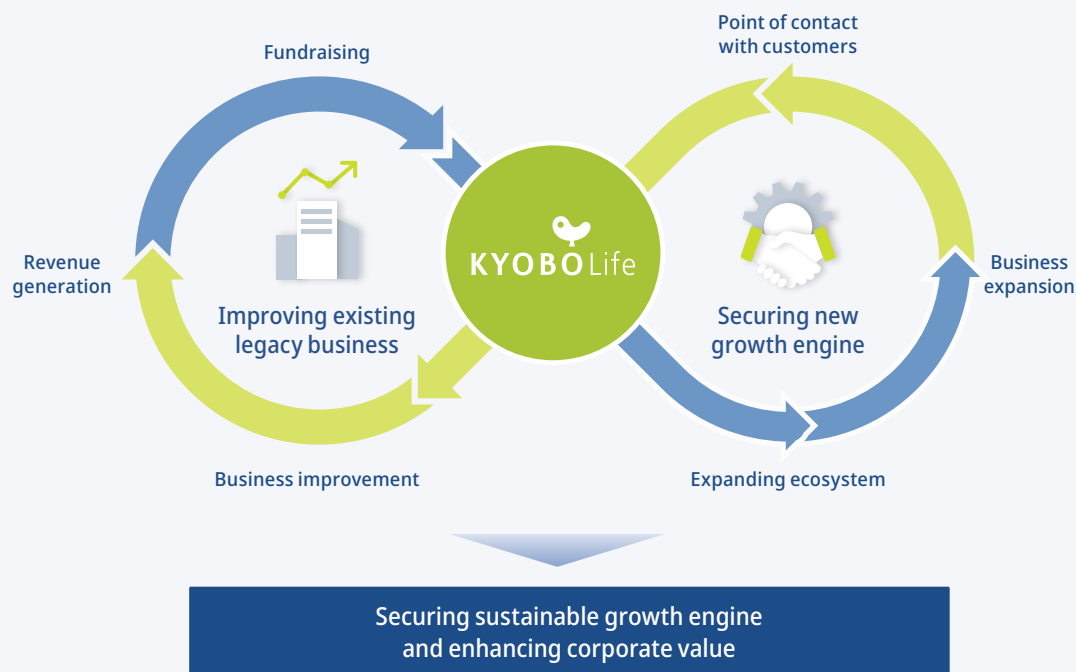 Point of contact
with customers
Fundraising
KYOBO Life
Revenue
generation
Business
expansion
Improving existing
legacy business
Securing new
growth engine
Business improvement
Expanding ecosystem
Securing sustainable growth engine
and enhancing corporate value